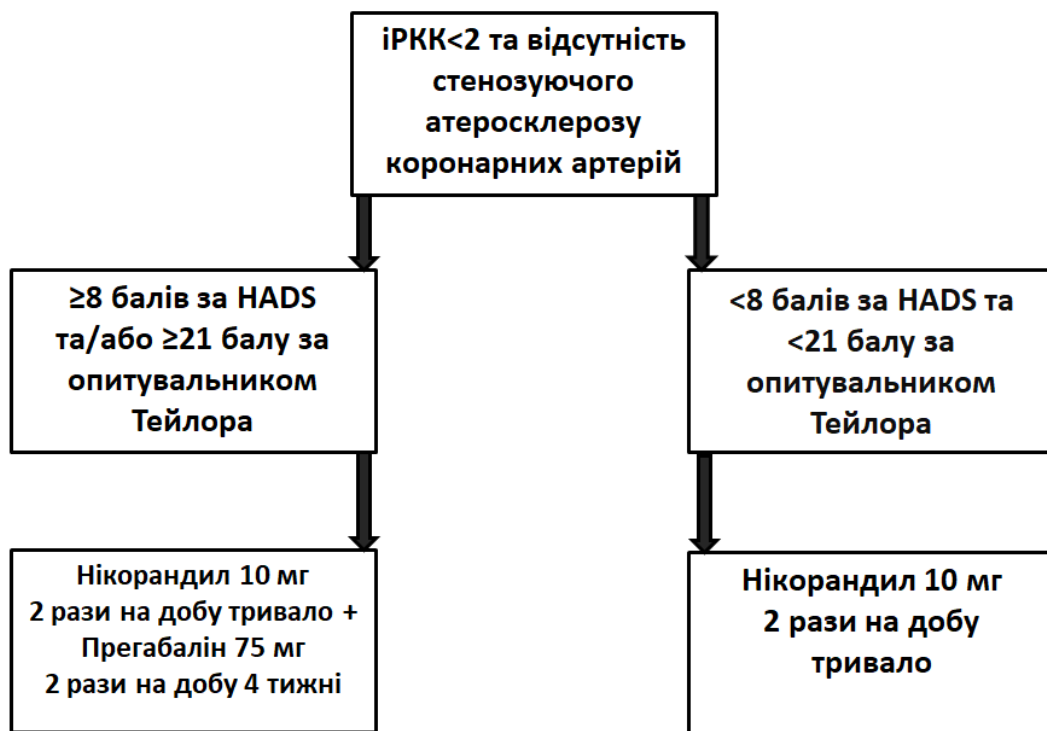 іРКК<2 та відсутність
стенозуючого
атеросклерозу
коронарних артерій
≥8 балів за HADS
та/або ≥21 балу за
опитувальником
Тейлора
<8 балів за HADS та
<21 балу за
опитувальником
Тейлора
Нікорандил 10 мг
2 рази на добу тривало +
Прегабалін 75 мг
2 рази на добу 4 тижні
Нікорандил 10 мг
2 рази на добу
тривало